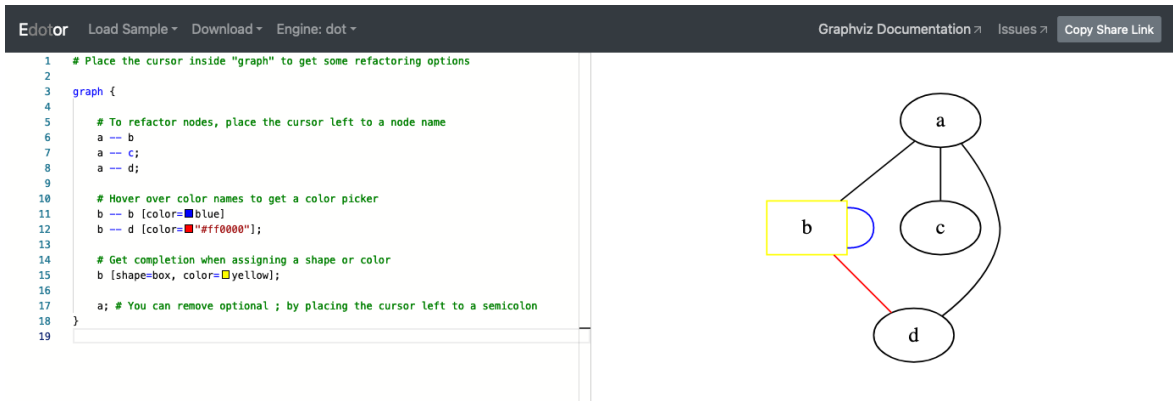 Edotor Load Sample Download Engine: dot Graphviz Documentation Issues Copy Share Link
1 # Place the cursor inside "graph" to get some refactoring options
2
3 graph {
4
5 # To refactor nodes, place the cursor left to a node name
6 a -- b
7 a -- c;
8 a -- d;
9
10 # Hover over color names to get a color picker
11 b -- b [color=blue]
12 b -- d [color="#ff0000"];
13
14 # Get completion when assigning a shape or color
15 b [shape=box, color=yellow];
16
17 a; # You can remove optional ; by placing the cursor left to a semicolon
18 }
19
a
b c
d